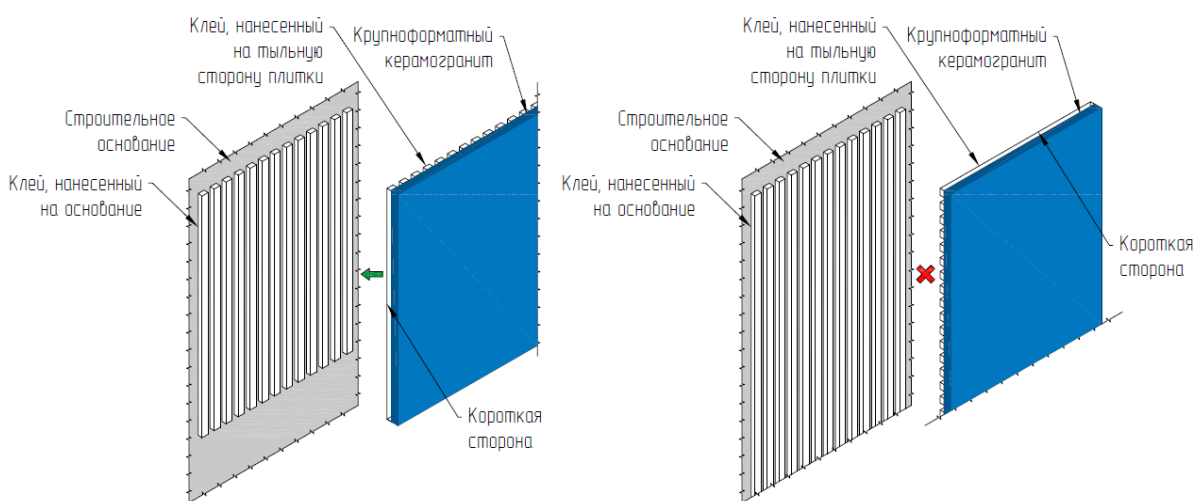 Клей, нанесенный
на тыльную
сторону плитки
Крупноформатный
керамогранит
Строительное
основание
Клей, нанесенный
на основание
Короткая
сторона
Клей, нанесенный
на тыльную
сторону плитки
Крупноформатный
керамогранит
Строительное
основание
Клей, нанесенный
на основание
Короткая
сторона